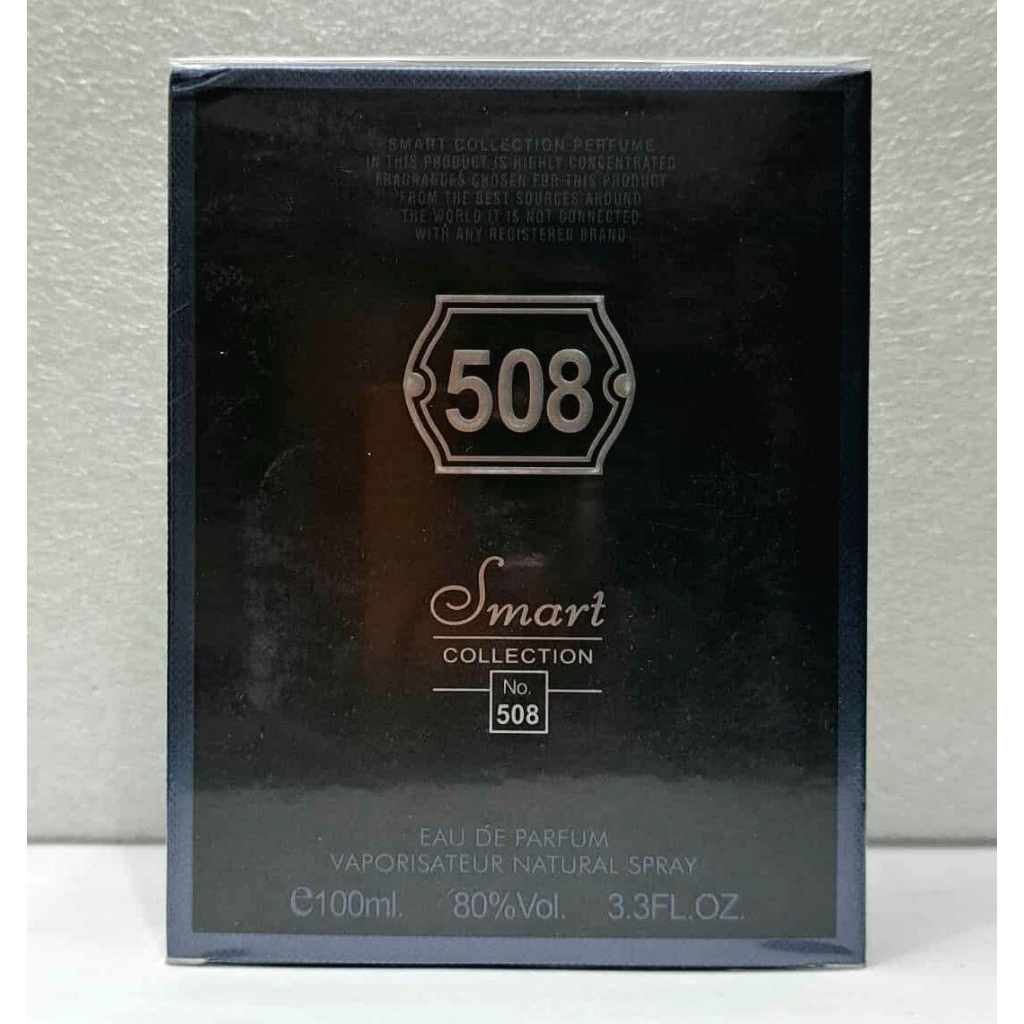 SMART COLLECTION PERFUME
IN THIS PRODUCT IS HIGHLY CONCENTRATED
FRAGRANCES CHOSEN FOR THIS PRODUCT
FROM THE BEST SOURCES AROUND
THE WORLD IT IS NOT CONNECTED
WITH ANY REGISTERED BRAND
508
Smart
COLLECTION
No.
508
EAU DE PARFUM
VAPORISATEUR NATURAL SPRAY
℮100ml. 80%Vol. 3.3FL.OZ.